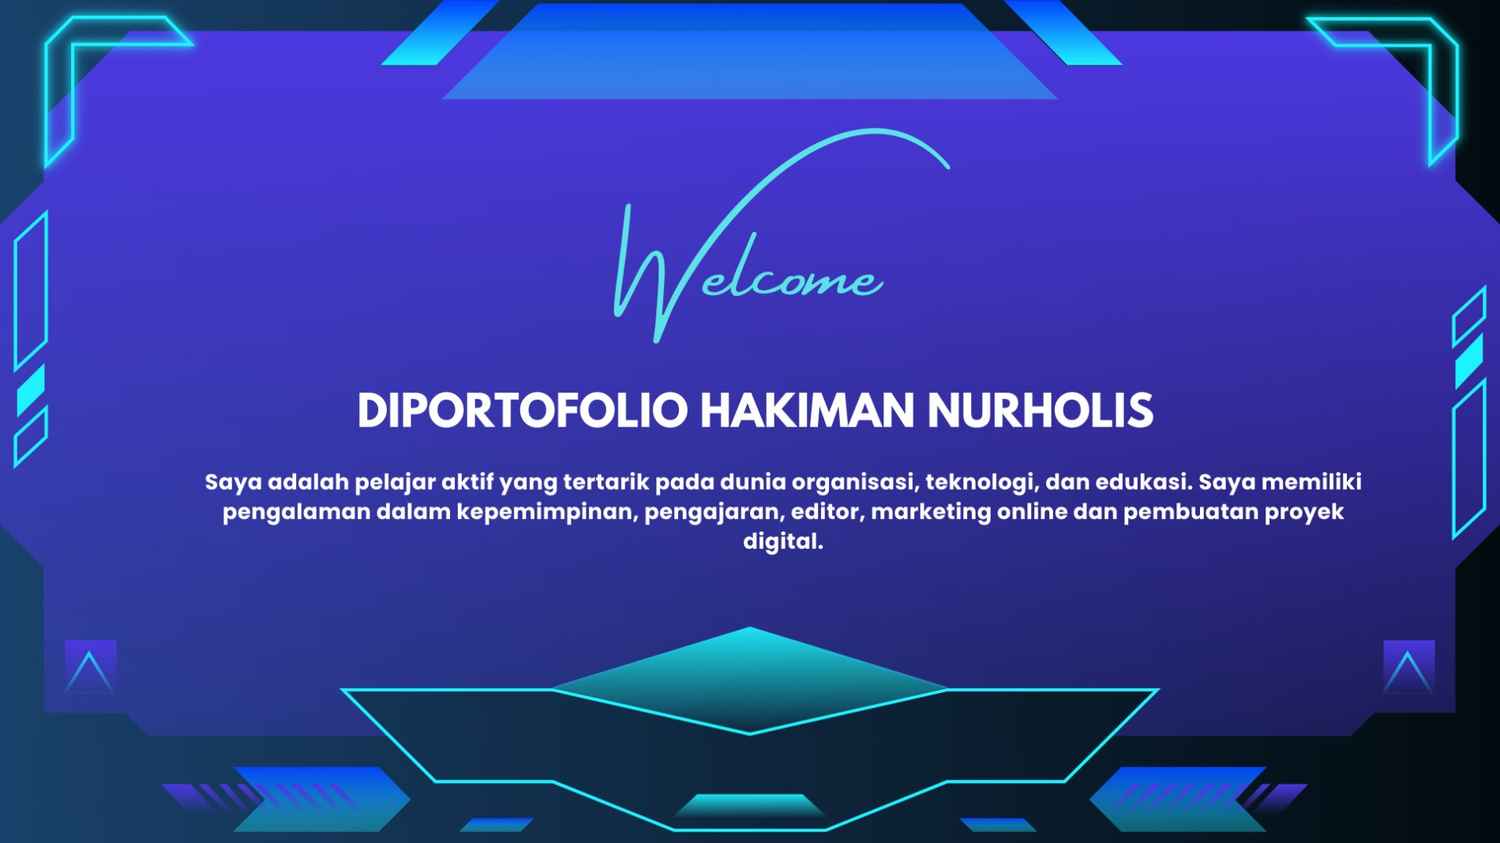 Welcome
DIPORTOFOLIO HAKIMAN NURHOLIS
Saya adalah pelajar aktif yang tertarik pada dunia organisasi, teknologi, dan edukasi. Saya memiliki
pengalaman dalam kepemimpinan, pengajaran, editor, marketing online dan pembuatan proyek
digital.